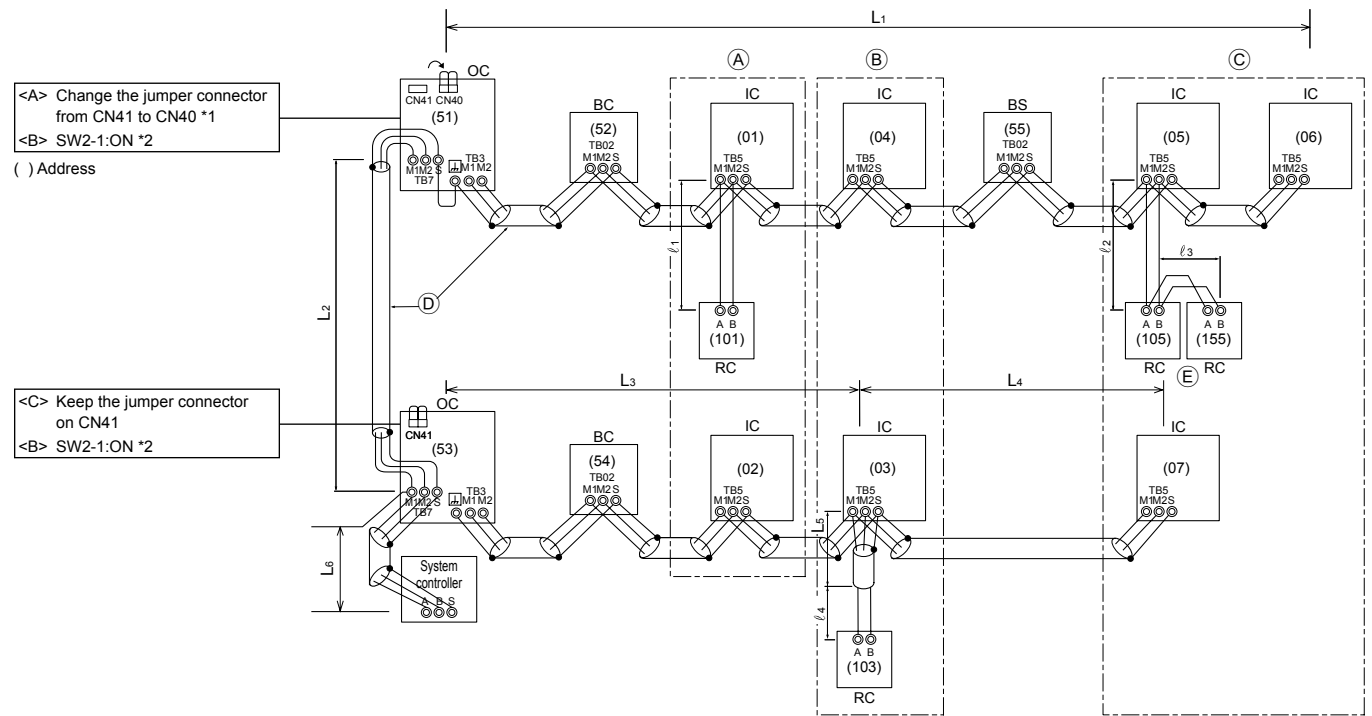 L1
A
B
C
<A> Change the jumper connector
from CN41 to CN40 *1
<B> SW2-1:ON *2
( ) Address
OC
CN41 CN40
(51)
M1M2 S
TB7
TB3
M1 M2
BC
(52)
TB02
M1M2 S
IC
(01)
TB5
M1M2S
IC
(04)
TB5
M1M2S
BS
(55)
TB02
M1M2 S
IC
(05)
TB5
M1M2S
IC
(06)
TB5
M1M2S
L2
D
ℓ1
A B
(101)
RC
ℓ2
ℓ3
A B
(105)
RC
A B
(155)
RC
E
L3
L4
<C> Keep the jumper connector
on CN41
<B> SW2-1:ON *2
OC
CN41
(53)
M1M2 S
TB7
TB3
M1 M2
BC
(54)
TB02
M1M2 S
IC
(02)
TB5
M1M2S
IC
(03)
TB5
M1M2S
IC
(07)
TB5
M1M2S
L5
L6
System
controller
A B S
ℓ4
A B
(103)
RC